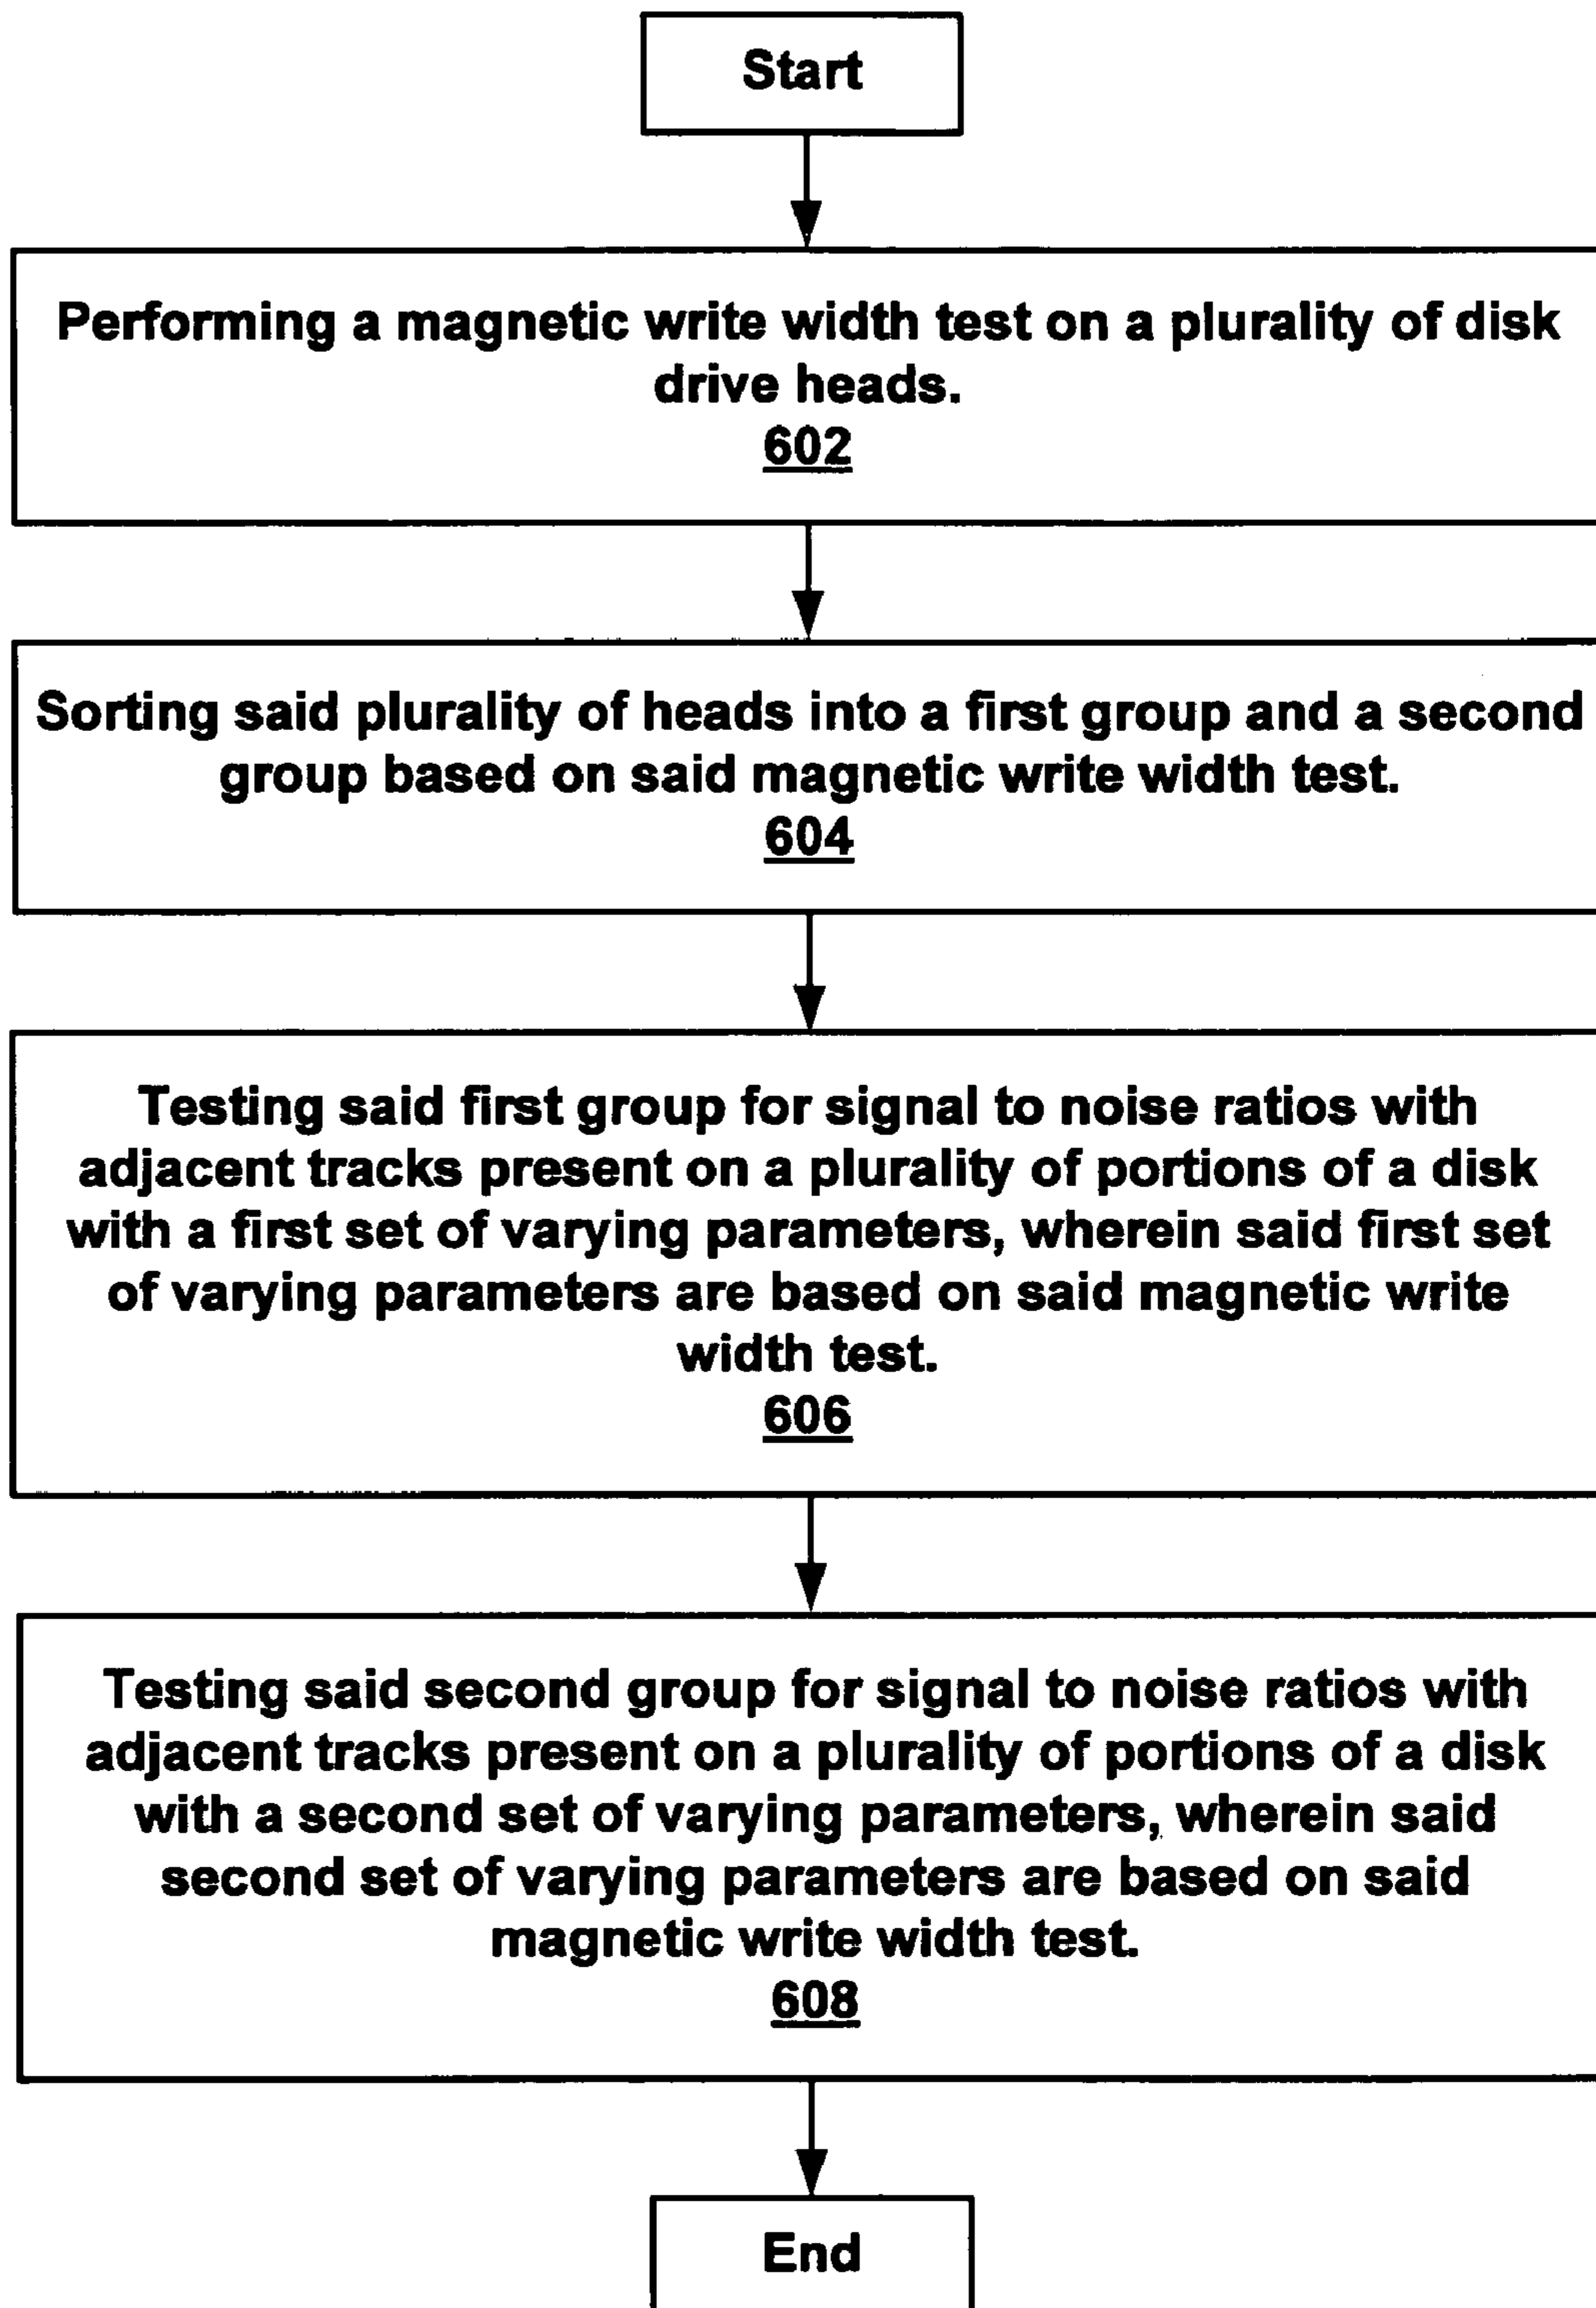 Start
Performing a magnetic write width test on a plurality of disk
drive heads.
602
Sorting said plurality of heads into a first group and a second
group based on said magnetic write width test.
604
Testing said first group for signal to noise ratios with
adjacent tracks present on a plurality of portions of a disk
with a first set of varying parameters, wherein said first set
of varying parameters are based on said magnetic write
width test.
606
Testing said second group for signal to noise ratios with
adjacent tracks present on a plurality of portions of a disk
with a second set of varying parameters, wherein said
second set of varying parameters are based on said
magnetic write width test.
608
End